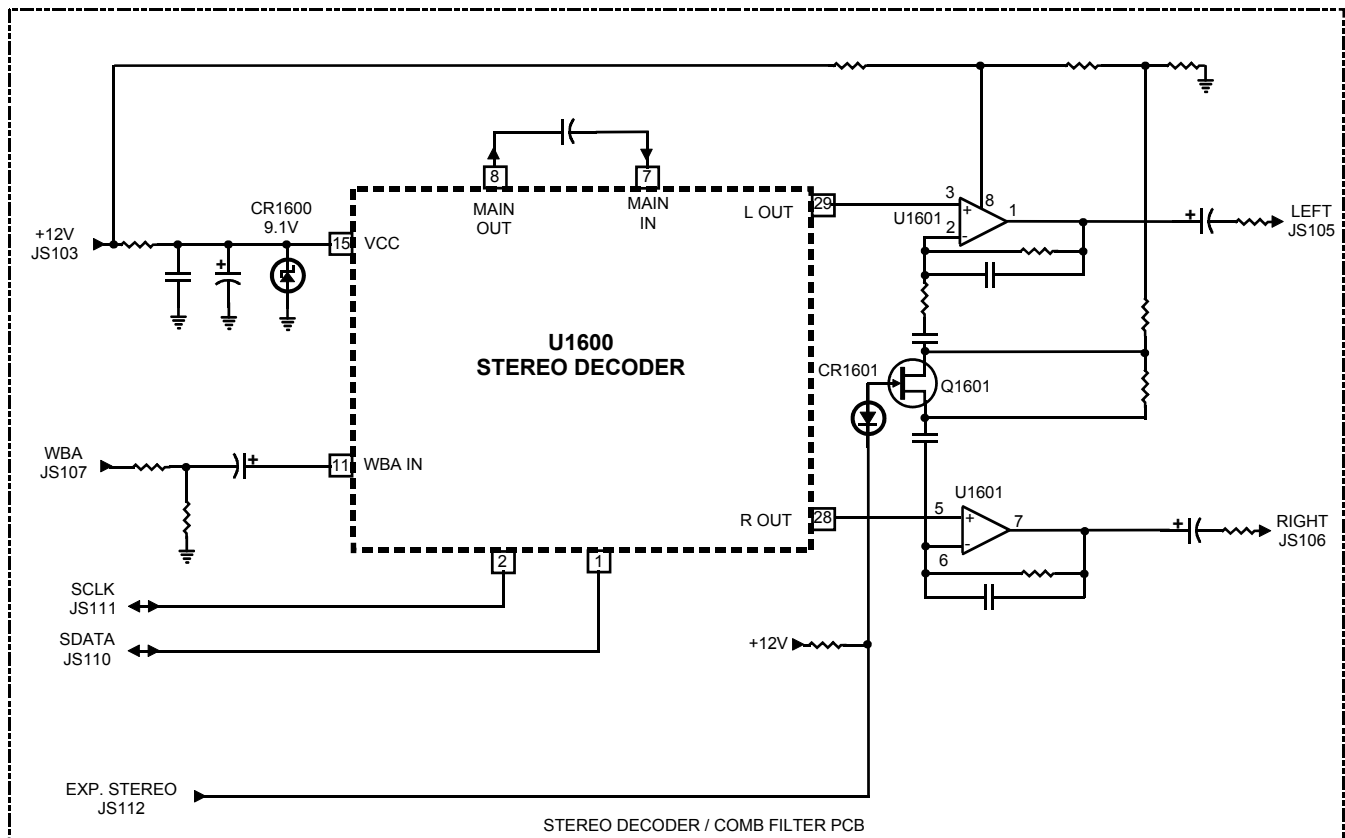 8
7
MAIN
OUT
MAIN
IN
CR1600
9.1V
+12V
JS103
15
VCC
L OUT
29
3
+
2
-
8
U1601
1
+
LEFT
JS105
+
U1600
STEREO DECODER
CR1601
Q1601
WBA
JS107
+
11
WBA IN
R OUT
28
U1601
5
+
-
6
7
+
RIGHT
JS106
2
1
SCLK
JS111
SDATA
JS110
+12V
EXP. STEREO
JS112
STEREO DECODER / COMB FILTER PCB